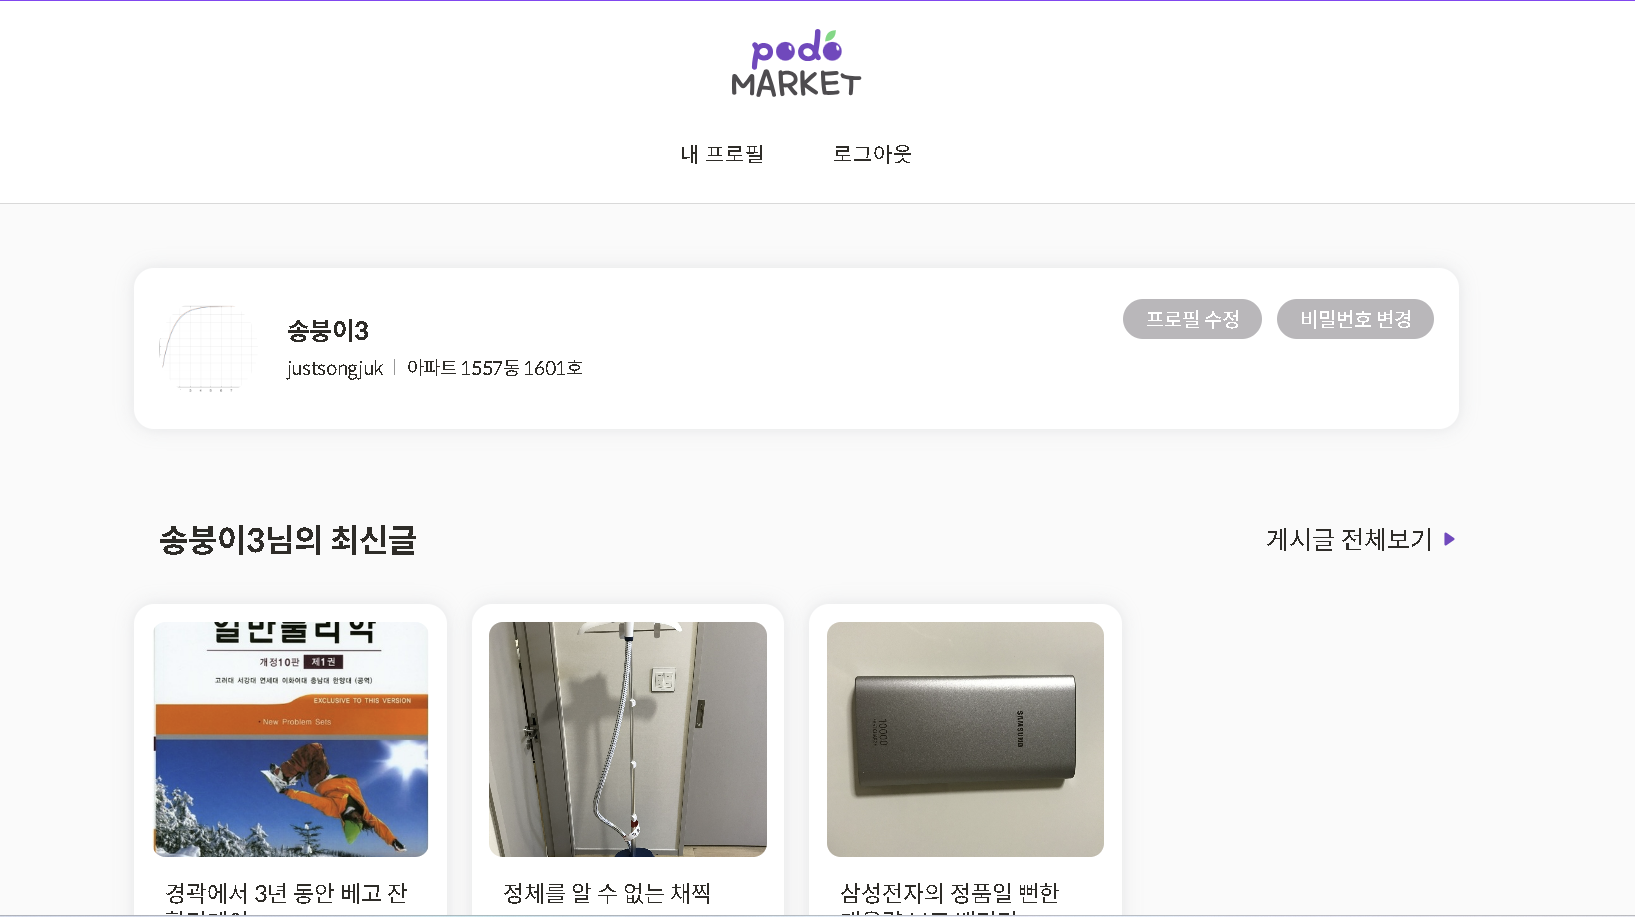 podo
MARKET
내 프로필
로그아웃
송붕이3
justsongjuk
아파트 1557동 1601호
프로필 수정
비밀번호 변경
송붕이3님의 최신글
게시글 전체보기
일반물리학
개정10판 제1권
고려대 서강대 연세대 이화여대 충남대 한양대 (공역)
EXCLUSIVE TO THIS VERSION
- New Problem Sets
10000
SAMSUNG
경곽에서 3년 동안 베고 잔
정체를 알 수 없는 채찍
삼성전자의 정품일 뻔한